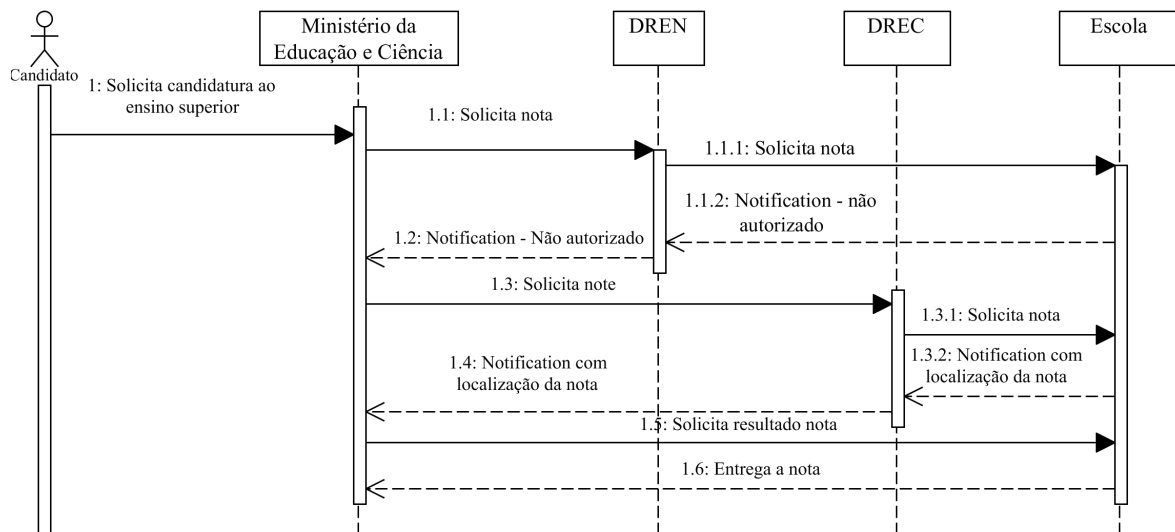 Ministério da
Educação e Ciência
DREN
DREC
Escola
Candidato
1: Solicita candidatura ao
ensino superior
1.1: Solicita nota
1.1.1: Solicita nota
1.1.2: Notification - não
autorizado
1.2: Notification - Não autorizado
1.3: Solicita note
1.3.1: Solicita nota
1.3.2: Notification com
localização da nota
1.4: Notification com
localização da nota
1.5: Solicita resultado nota
1.6: Entrega a nota